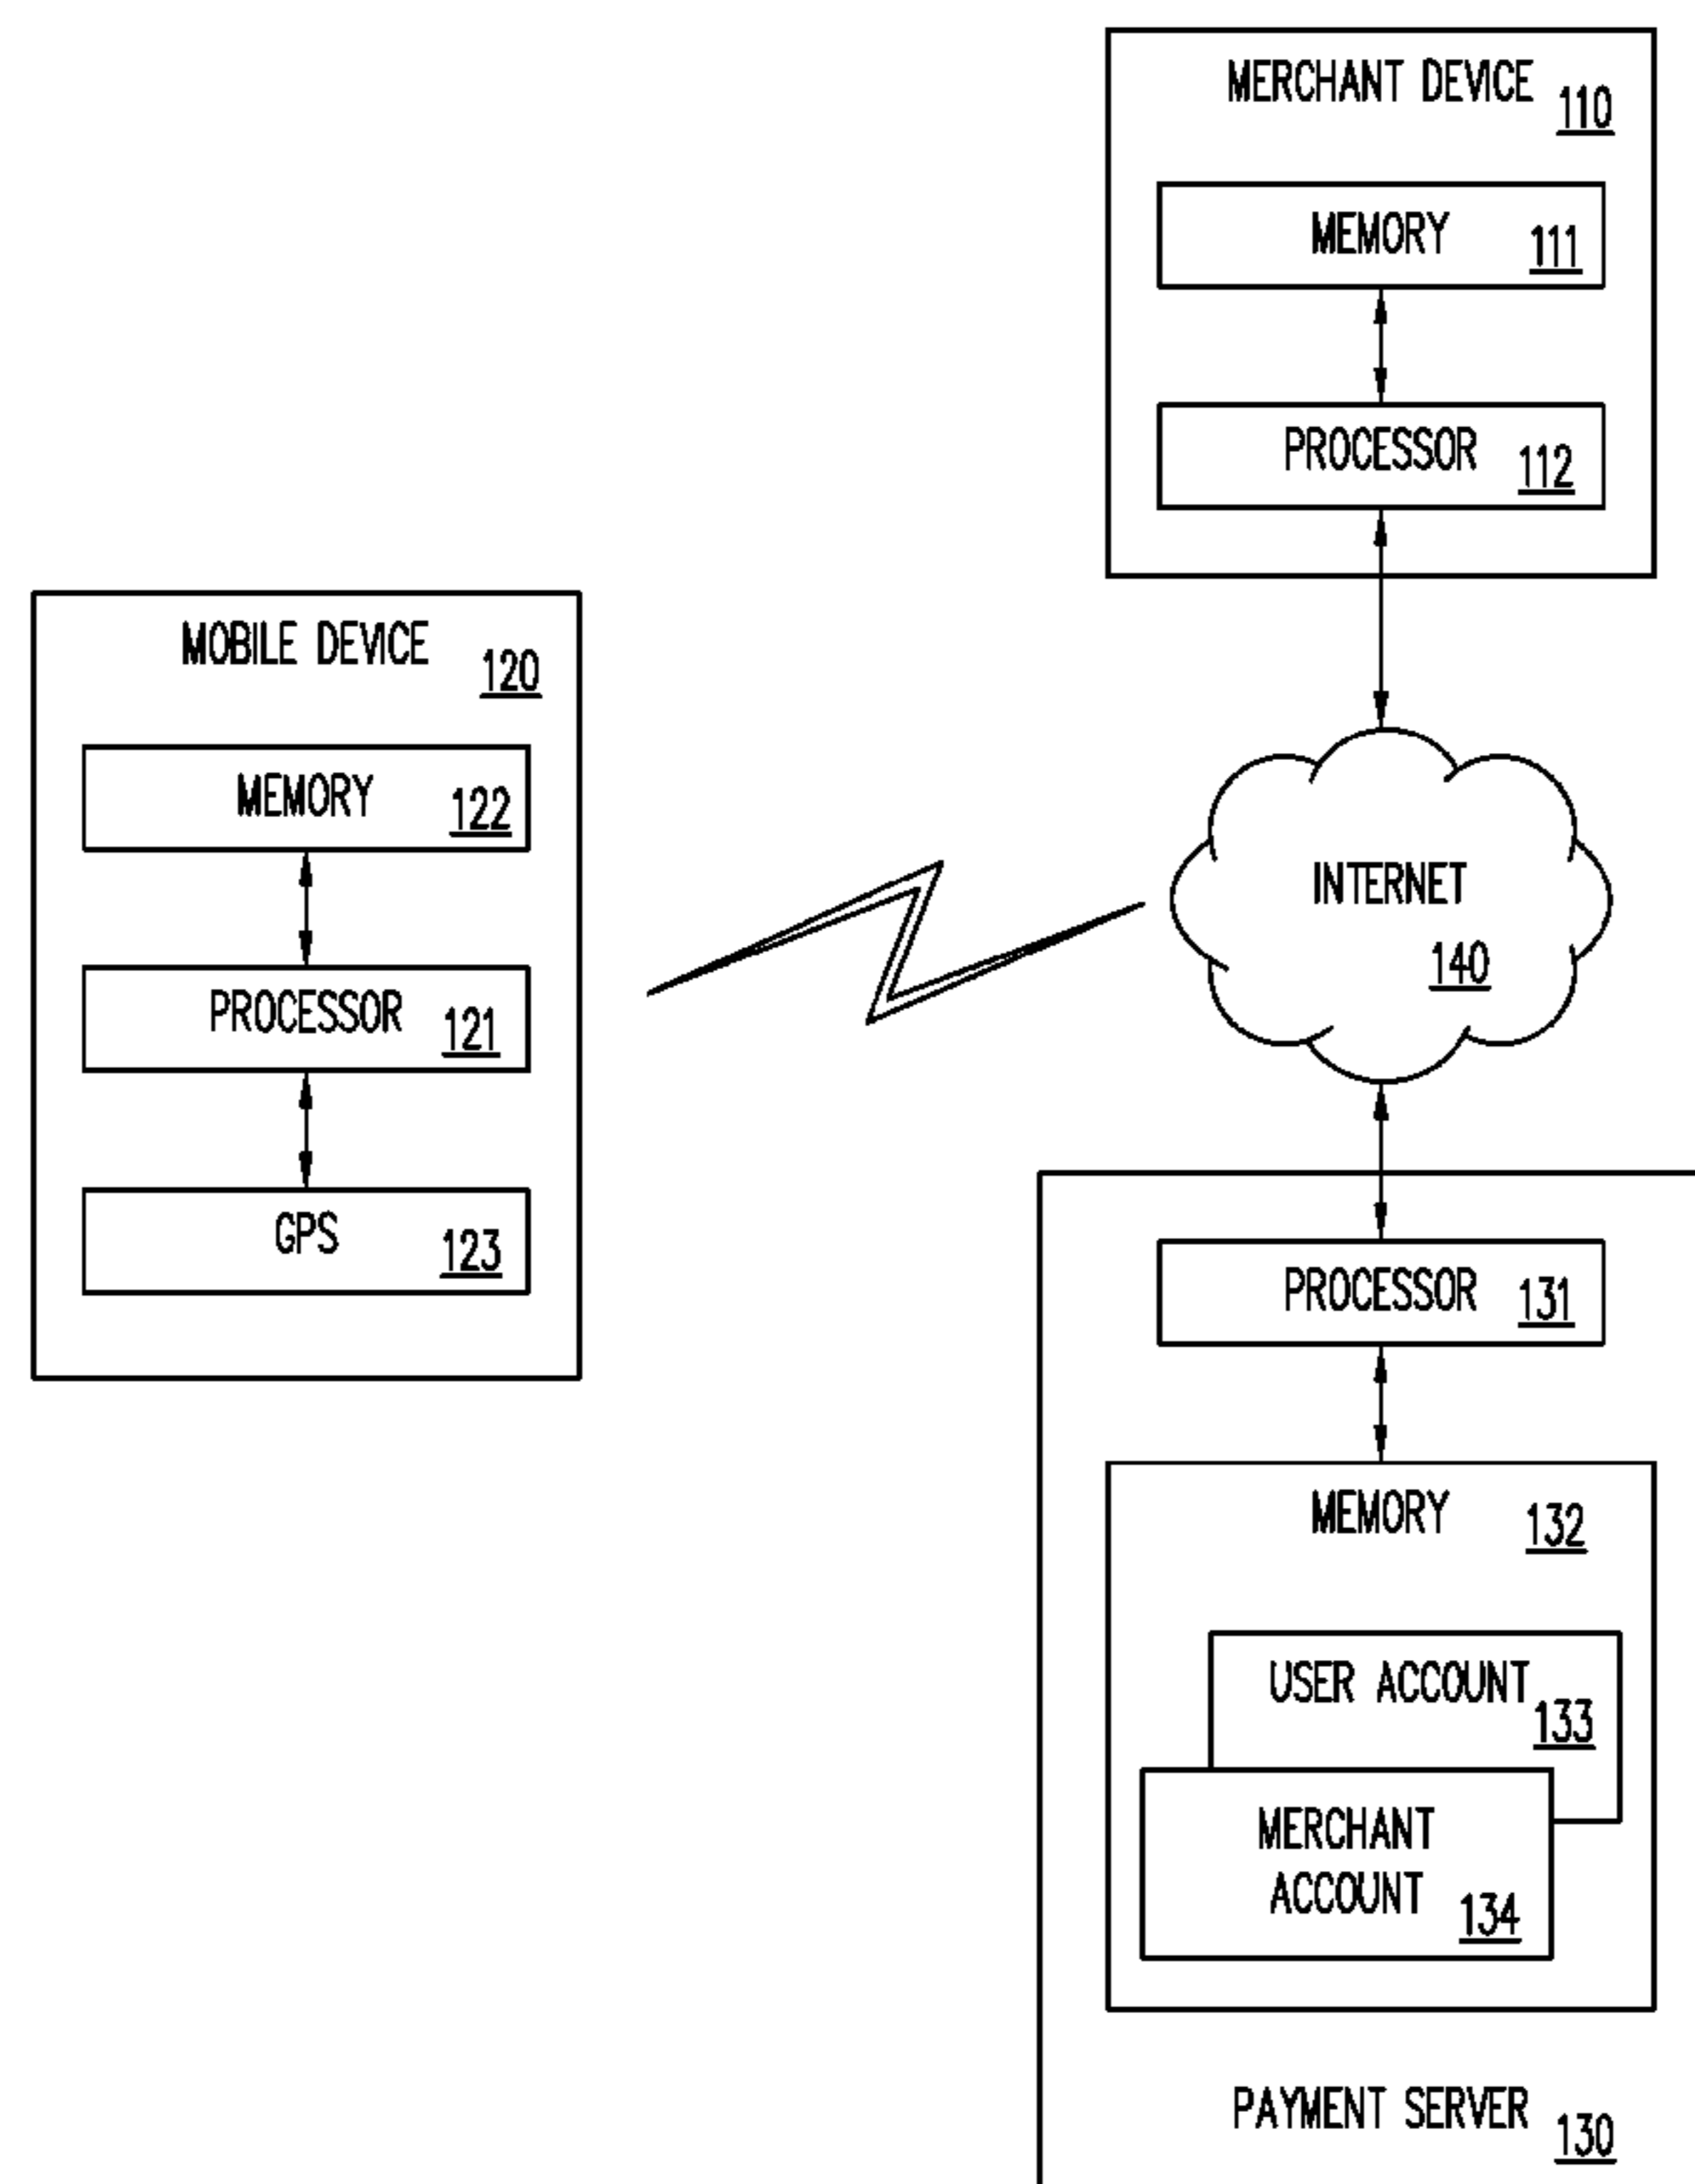 MERCHANT DEVICE 110
MEMORY 111
PROCESSOR 112
MOBILE DEVICE 120
MEMORY 122
PROCESSOR 121
GPS 123
INTERNET
140
PROCESSOR 131
MEMORY 132
USER ACCOUNT
133
MERCHANT
ACCOUNT 134
PAYMENT SERVER 130